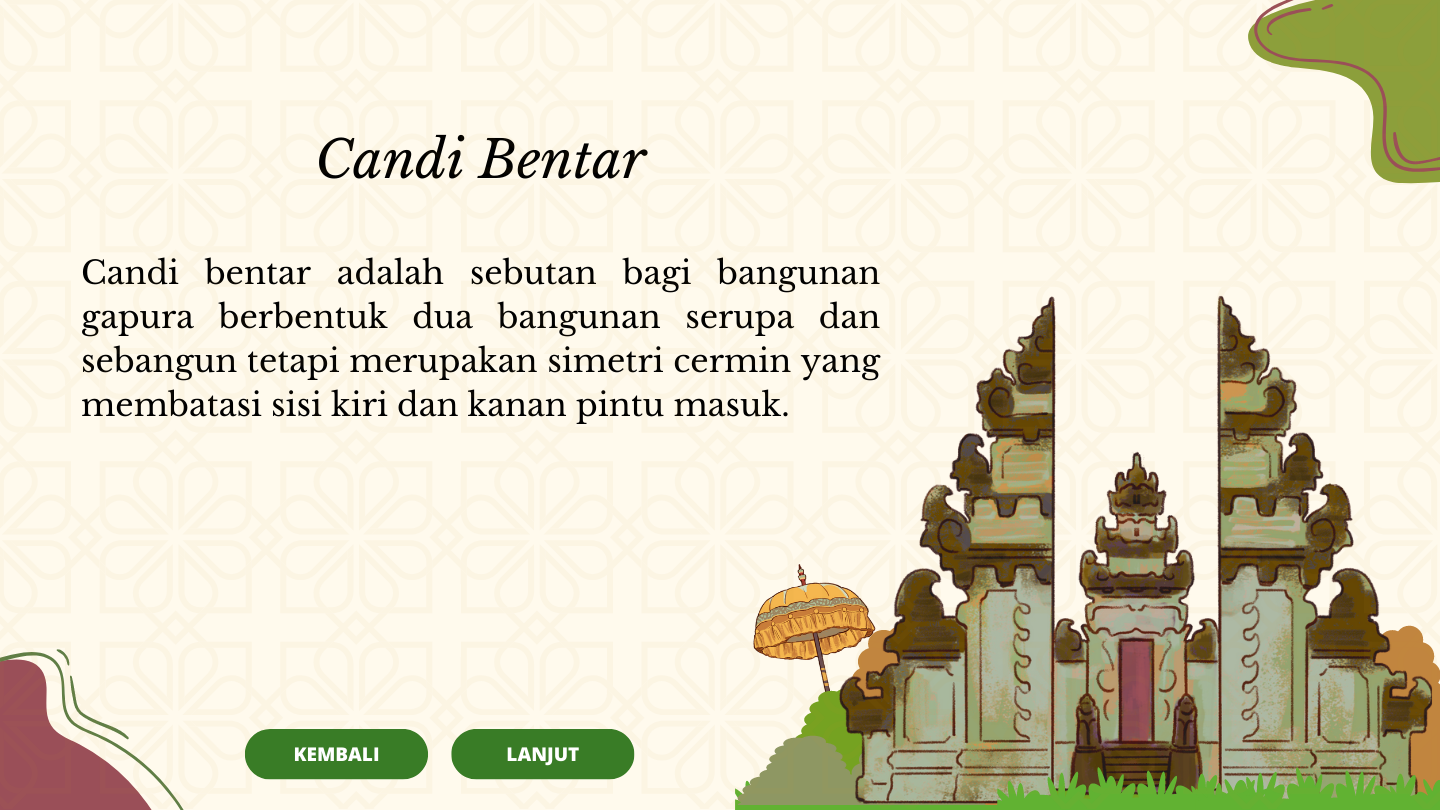 Candi Bentar
Candi bentar adalah sebutan bagi bangunan
gapura berbentuk dua bangunan serupa dan
sebangun tetapi merupakan simetri cermin yang
membatasi sisi kiri dan kanan pintu masuk.
KEMBALI
LANJUT